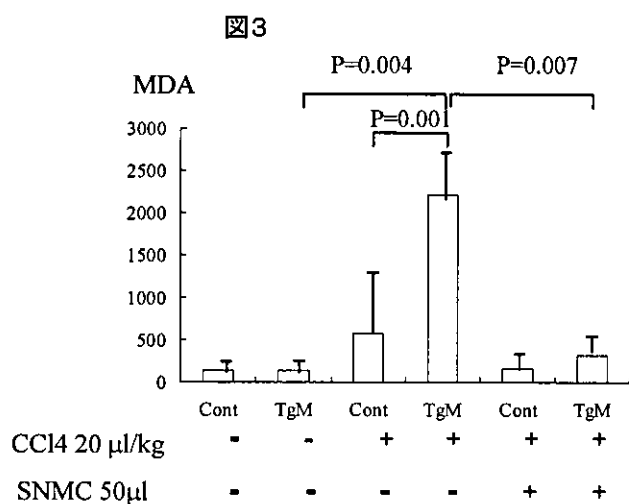 図3
P=0.004 P=0.007
MDA
P=0.001
3000
2500
2000
1500
1000
500
0
Cont TgM Cont TgM Cont TgM
CCl4 20 μl/kg - - + + + +
SNMC 50μl - - - - + +